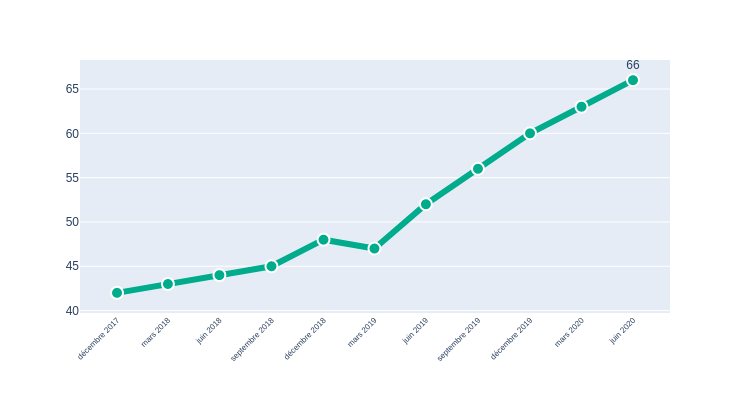 66
65
60
55
50
45
40
décembre 2017
mars 2018
juin 2018
septembre 2018
décembre 2018
mars 2019
juin 2019
septembre 2019
décembre 2019
mars 2020
juin 2020